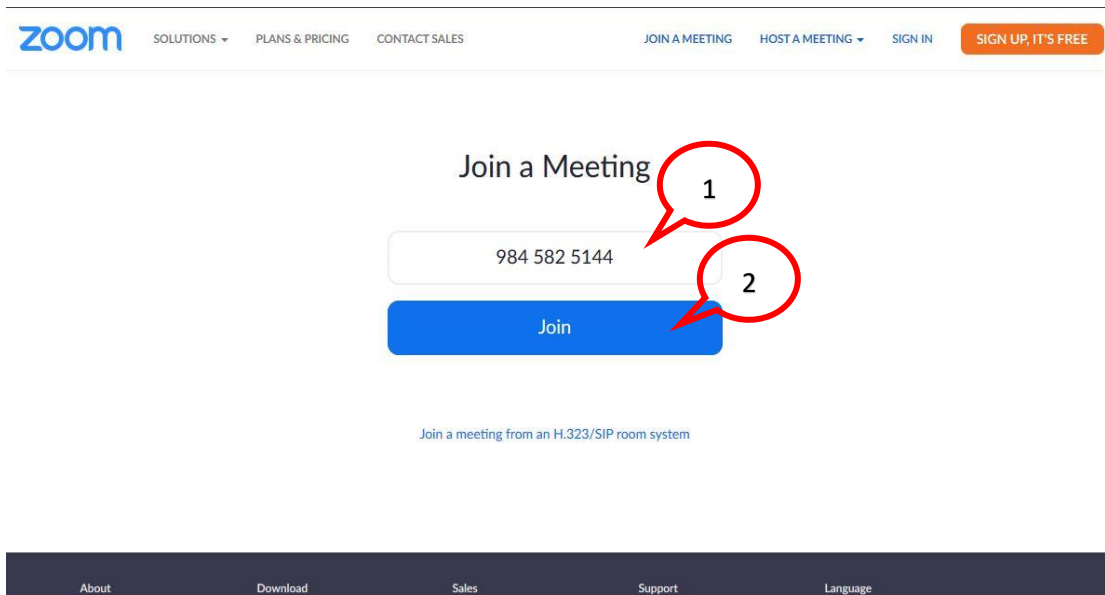 zoom SOLUTIONS PLANS & PRICING CONTACT SALES JOIN A MEETING HOST A MEETING SIGN IN SIGN UP, IT'S FREE
Join a Meeting
1
984 582 5144
2
Join
Join a meeting from an H.323/SIP room system
About Download Sales Support Language